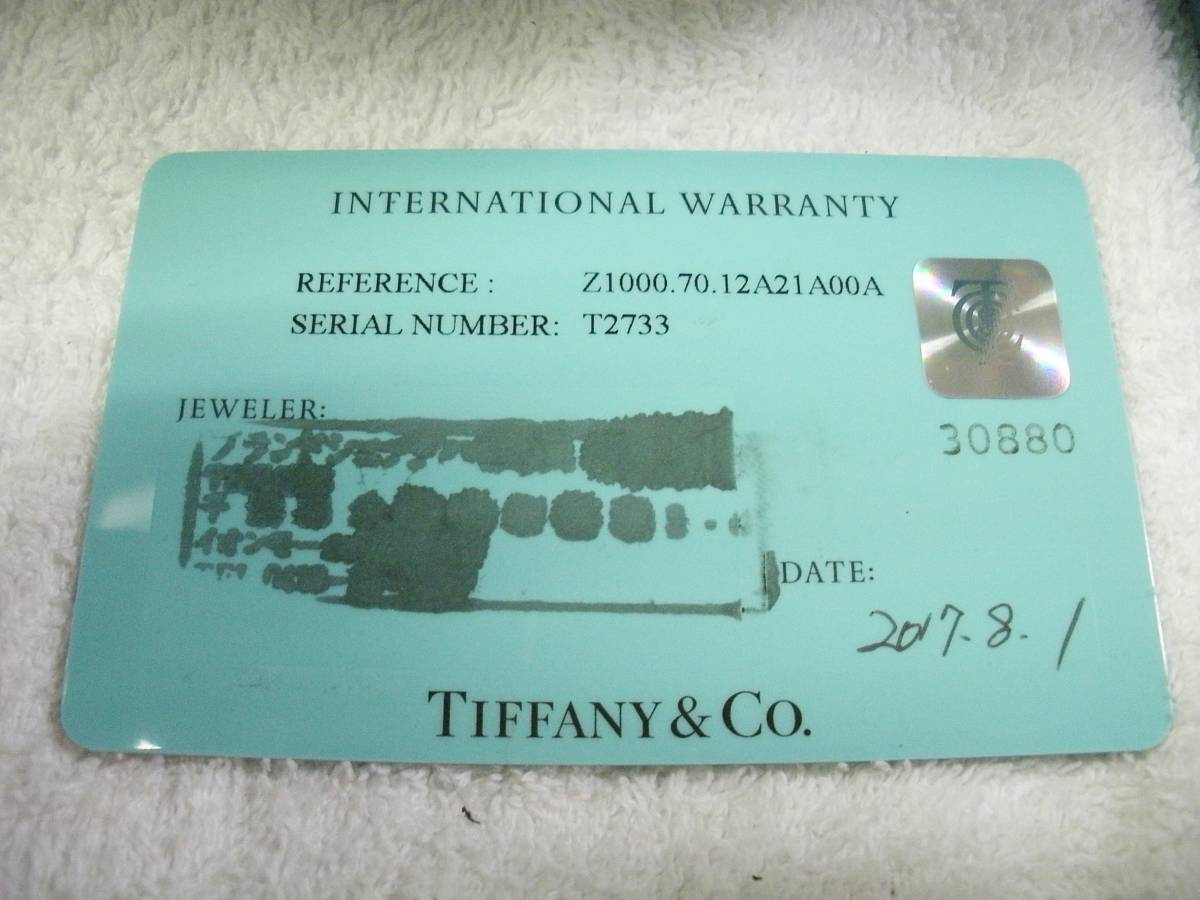 INTERNATIONAL WARRANTY
REFERENCE : Z1000.70.12A21A00A
SERIAL NUMBER: T2733
30880
JEWELER:
DATE:
2017.8.1
TIFFANY & CO.